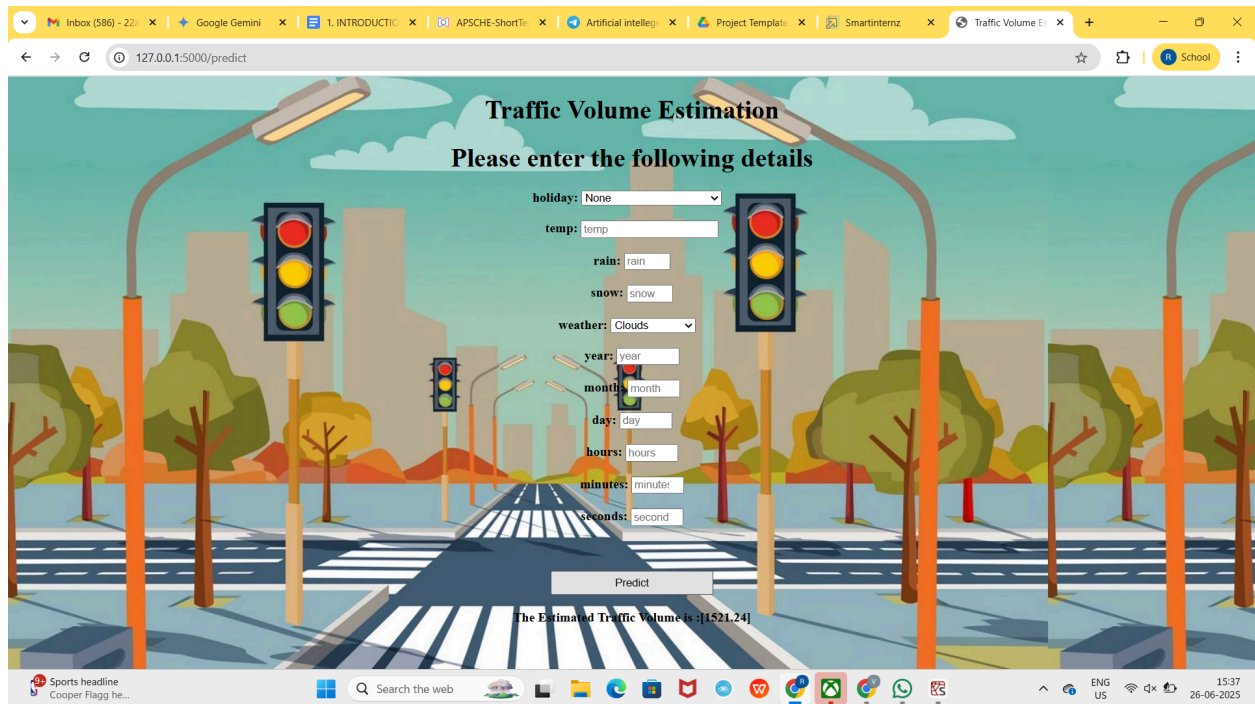 Inbox (586) - 22a
Google Gemini
1. INTRODUCTIO
APSCHE-ShortTe
Artificial intellege
Project Template
Smartinternz
Traffic Volume Es
127.0.0.1:5000/predict
R School
Traffic Volume Estimation
Please enter the following details
holiday: None
temp: temp
rain: rain
snow: snow
weather: Clouds
year: year
month: month
day: day
hours: hours
minutes: minutes
seconds: second
Predict
The Estimated Traffic Volume is :[1521.24]
9+ Sports headline
Cooper Flagg he...
Search the web
ENG
US
15:37
26-06-2025